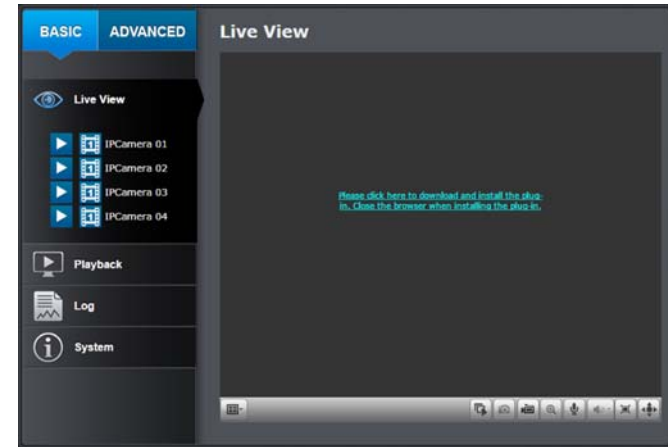 BASIC ADVANCED Live View
Live View
IPCamera 01
IPCamera 02
Please click here to download and install the plug-
IPCamera 03
in. Close the browser when installing the plug-in.
IPCamera 04
Playback
Log
System